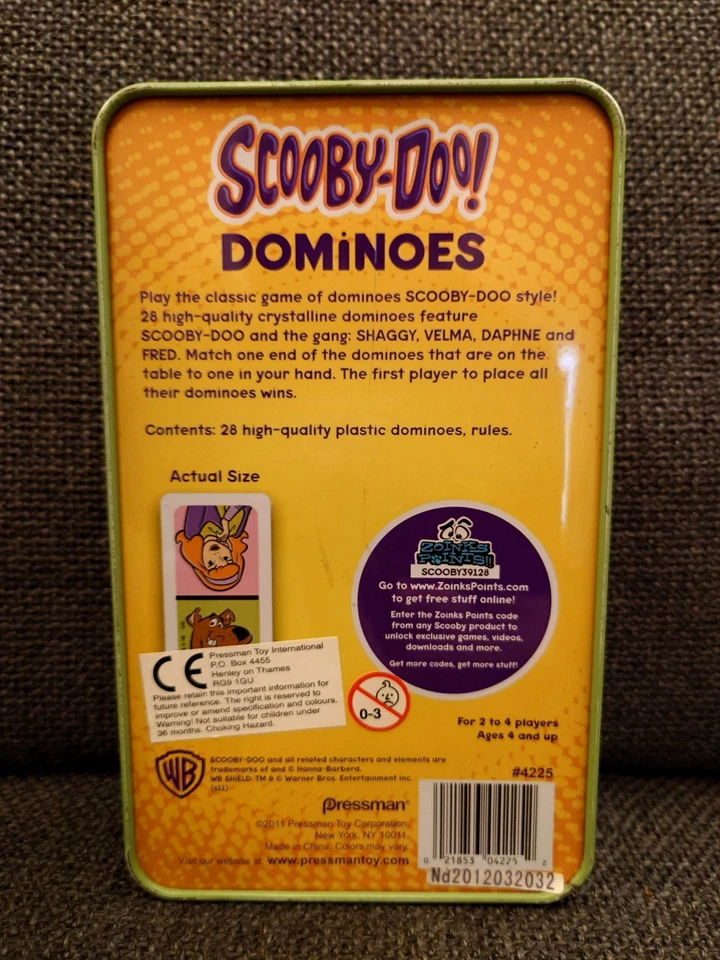 SCOOBY-DOO!
DOMiNOES
Play the classic game of dominoes SCOOBY-DOO style!
28 high-quality crystalline dominoes feature
SCOOBY-DOO and the gang: SHAGGY, VELMA, DAPHNE and
FRED. Match one end of the dominoes that are on the
table to one in your hand. The first player to place all
their dominoes wins.
Contents: 28 high-quality plastic dominoes, rules.
Actual Size
ZOINKS
POINTS!!
SCOOBY39128
Go to www.ZoinksPoints.com
to get free stuff online!
Enter the Zoinks Points code
from any Scooby product to
unlock exclusive games, videos,
downloads and more.
Get more codes, get more stuff!
CE
Pressman Toy International
P.O. Box 4455
Henley on Thames
RG9 1GU
Please retain this important information for
future reference. The right is reserved to
improve or amend specification and colours.
Warning! Not suitable for children under
36 months. Choking Hazard.
0-3
For 2 to 4 players
Ages 4 and up
WB
SCOOBY-DOO and all related characters and elements are
trademarks of and © Hanna-Barbera.
WB SHIELD: TM & © Warner Bros. Entertainment Inc.
(s11)
#4225
Pressman®
©2011 Pressman Toy Corporation,
New York, NY 10011.
Made in China. Colors may vary.
Visit our website at: www.pressmantoy.com
0 21853 04225 2
Nd2012032032